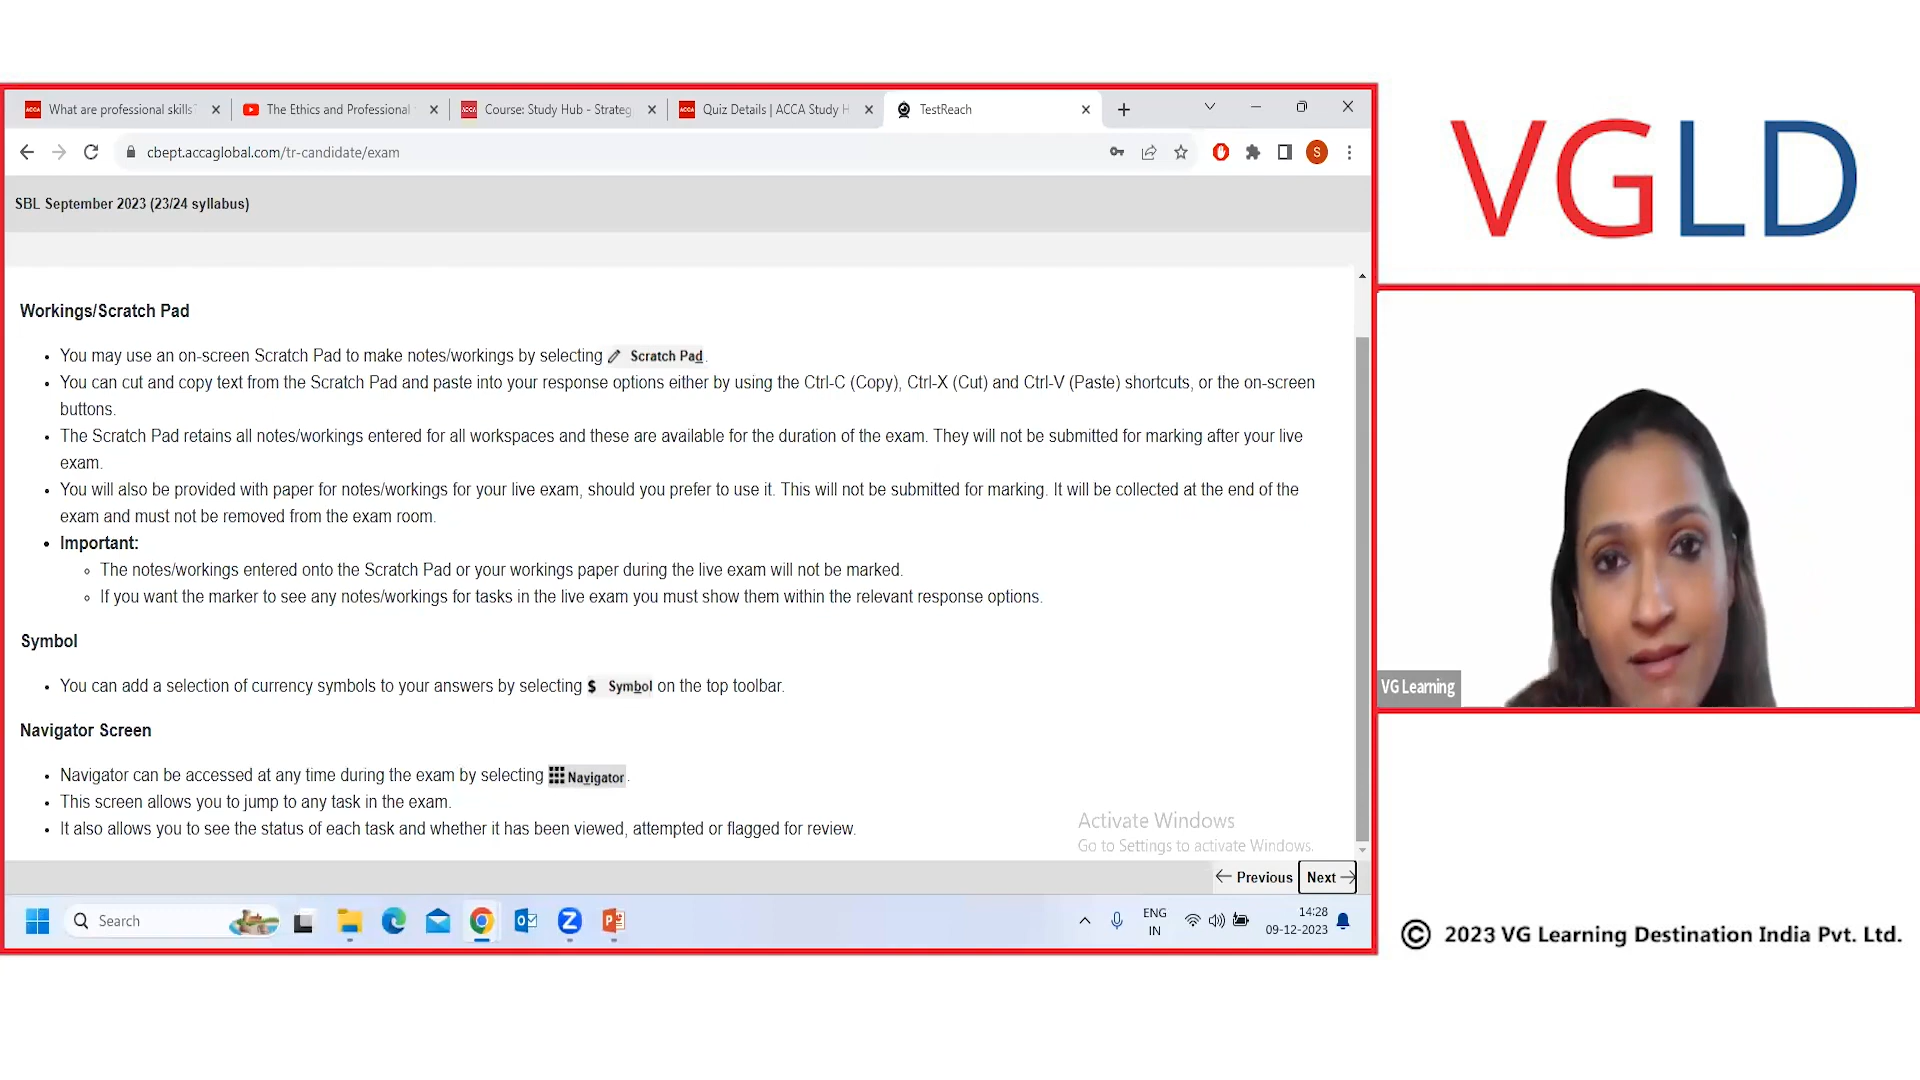 What are professional skills
The Ethics and Professional
Course: Study Hub - Strateg
Quiz Details | ACCA Study H
TestReach
cbept.accaglobal.com/tr-candidate/exam
S
SBL September 2023 (23/24 syllabus)
Workings/Scratch Pad
• You may use an on-screen Scratch Pad to make notes/workings by selecting Scratch Pad.
• You can cut and copy text from the Scratch Pad and paste into your response options either by using the Ctrl-C (Copy), Ctrl-X (Cut) and Ctrl-V (Paste) shortcuts, or the on-screen
buttons.
• The Scratch Pad retains all notes/workings entered for all workspaces and these are available for the duration of the exam. They will not be submitted for marking after your live
exam.
• You will also be provided with paper for notes/workings for your live exam, should you prefer to use it. This will not be submitted for marking. It will be collected at the end of the
exam and must not be removed from the exam room.
• Important:
◦ The notes/workings entered onto the Scratch Pad or your workings paper during the live exam will not be marked.
◦ If you want the marker to see any notes/workings for tasks in the live exam you must show them within the relevant response options.
Symbol
• You can add a selection of currency symbols to your answers by selecting $ Symbol on the top toolbar.
Navigator Screen
• Navigator can be accessed at any time during the exam by selecting Navigator.
• This screen allows you to jump to any task in the exam.
• It also allows you to see the status of each task and whether it has been viewed, attempted or flagged for review.
Activate Windows
Go to Settings to activate Windows.
Previous Next
Search
ENG
IN
14:28
09-12-2023
VGLD
VG Learning
© 2023 VG Learning Destination India Pvt. Ltd.